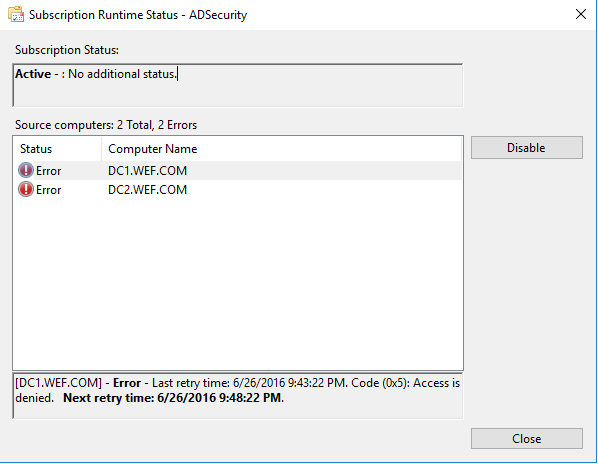 Subscription Runtime Status - ADSecurity
Subscription Status:
Active - : No additional status.
Source computers: 2 Total, 2 Errors
Status Computer Name
Disable
Error DC1.WEF.COM
Error DC2.WEF.COM
[DC1.WEF.COM] - Error - Last retry time: 6/26/2016 9:43:22 PM. Code (0x5): Access is
denied. Next retry time: 6/26/2016 9:48:22 PM.
Close